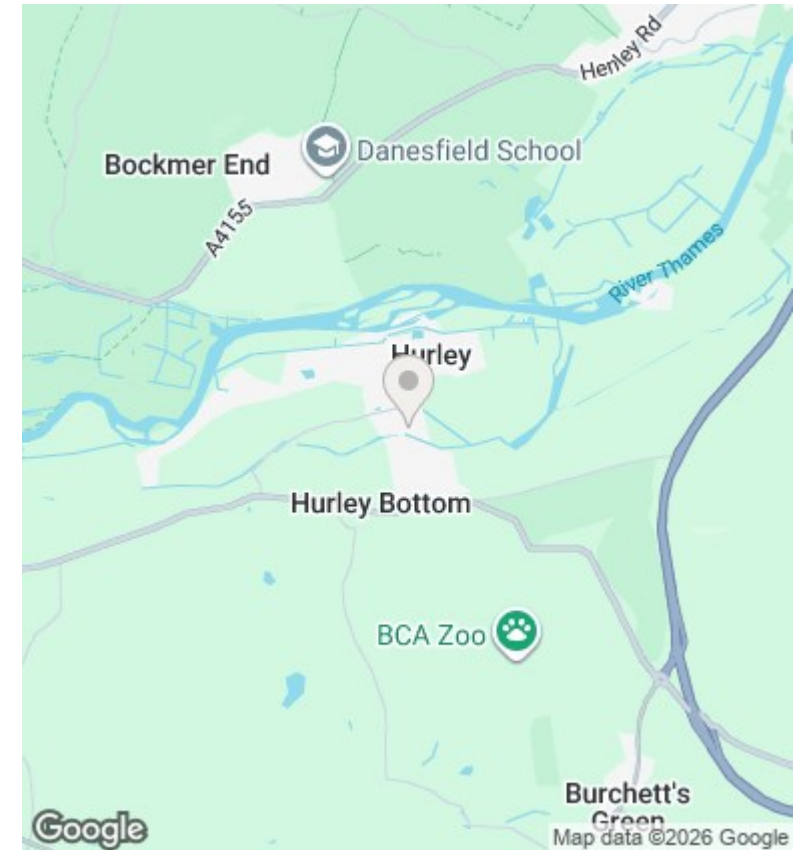 Henley Rd
Bockmer End
Danesfield School
A4155
River Thames
Hurley
Hurley Bottom
BCA Zoo
Burchett's
Green
Google
Map data ©2026 Google